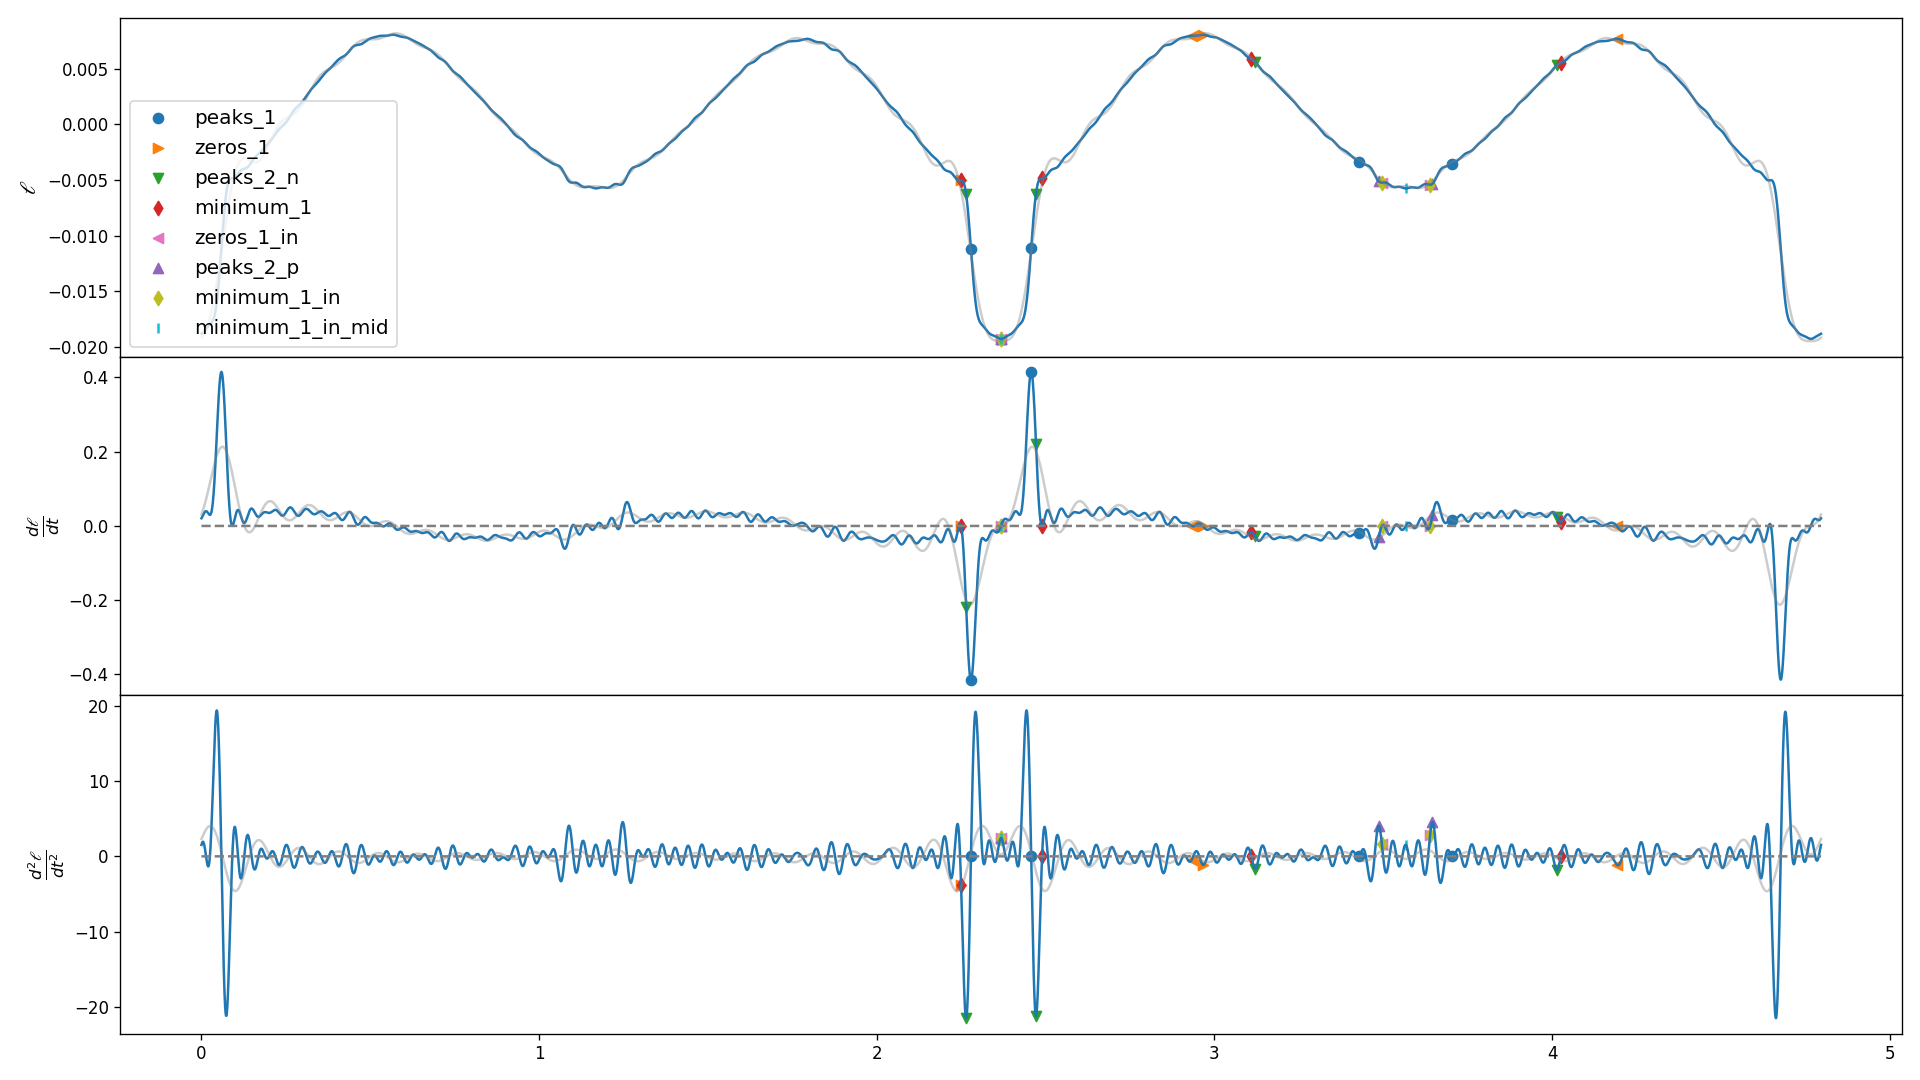 0.005
0.000
−0.005
−0.010
−0.015
−0.020
ℓ
peaks_1
zeros_1
peaks_2_n
minimum_1
zeros_1_in
peaks_2_p
minimum_1_in
minimum_1_in_mid
0.4
0.2
0.0
−0.2
−0.4
dℓ/dt
20
10
0
−10
−20
d²ℓ/dt²
0 1 2 3 4 5